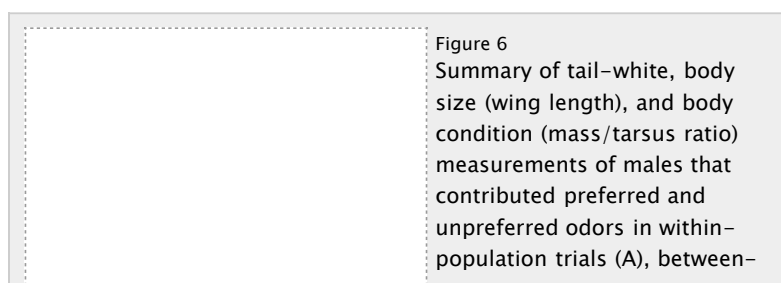 Figure 6
Summary of tail-white, body
size (wing length), and body
condition (mass/tarsus ratio)
measurements of males that
contributed preferred and
unpreferred odors in within-
population trials (A), between-